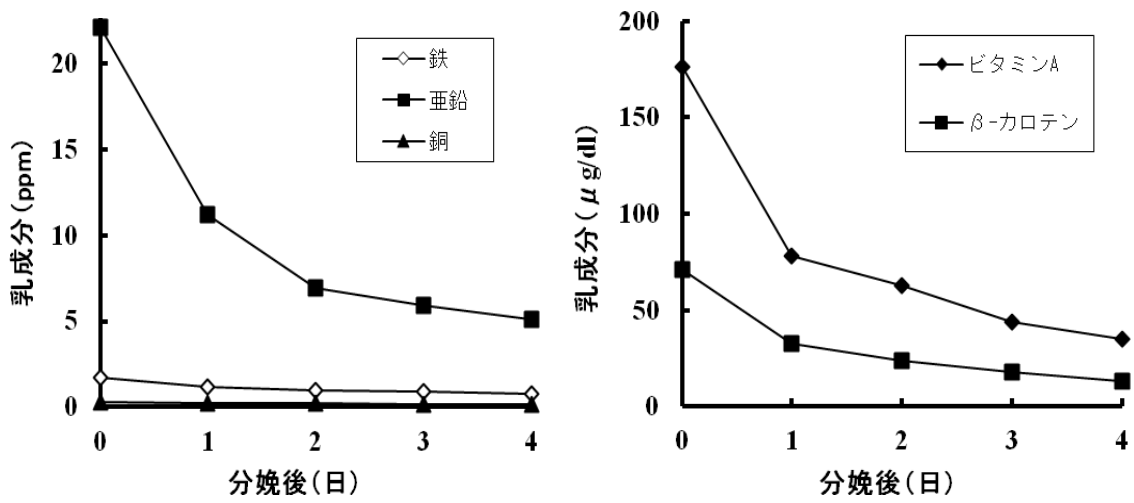 20
15
10
5
0
乳成分(ppm)
鉄
亜鉛
銅
0 1 2 3 4
分娩後(日)
200
150
100
50
0
乳成分(μg/dl)
ビタミンA
β-カロテン
0 1 2 3 4
分娩後(日)